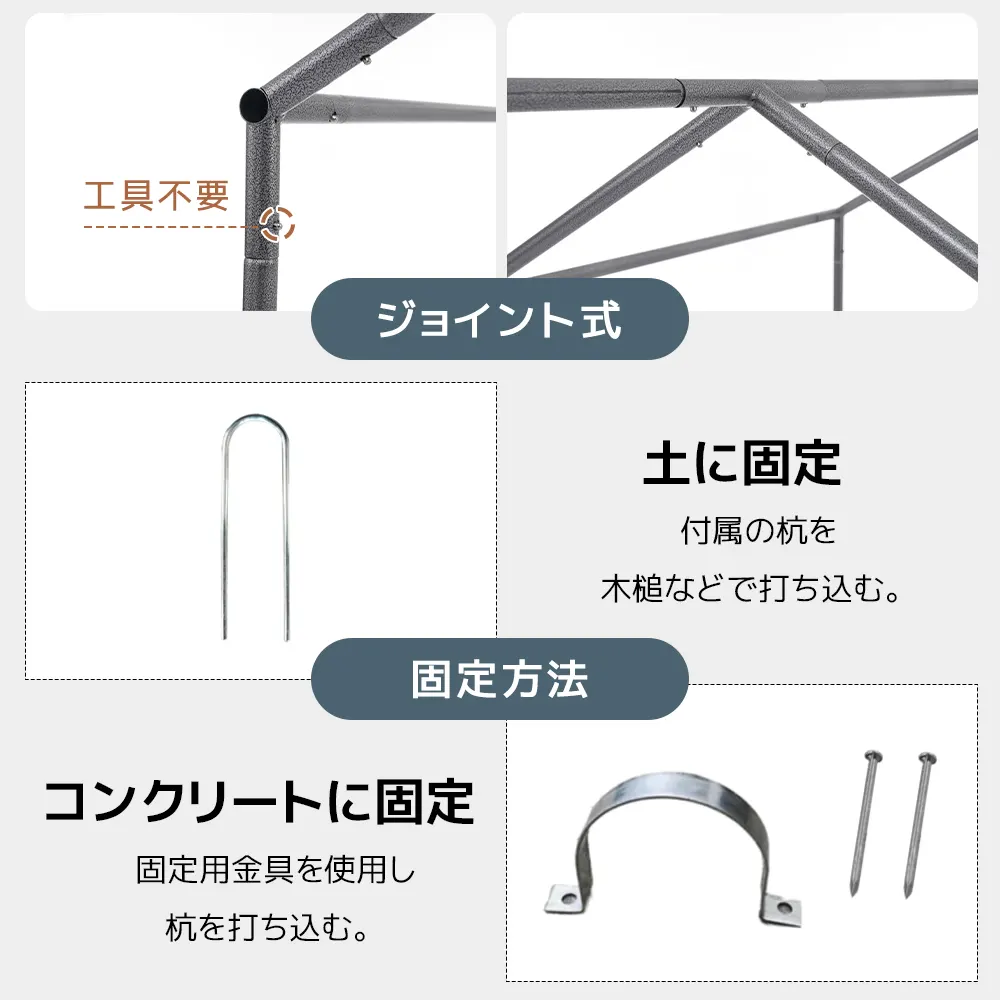 工具不要
ジョイント式
土に固定
付属の杭を
木槌などで打ち込む。
固定方法
コンクリートに固定
固定用金具を使用し
杭を打ち込む。